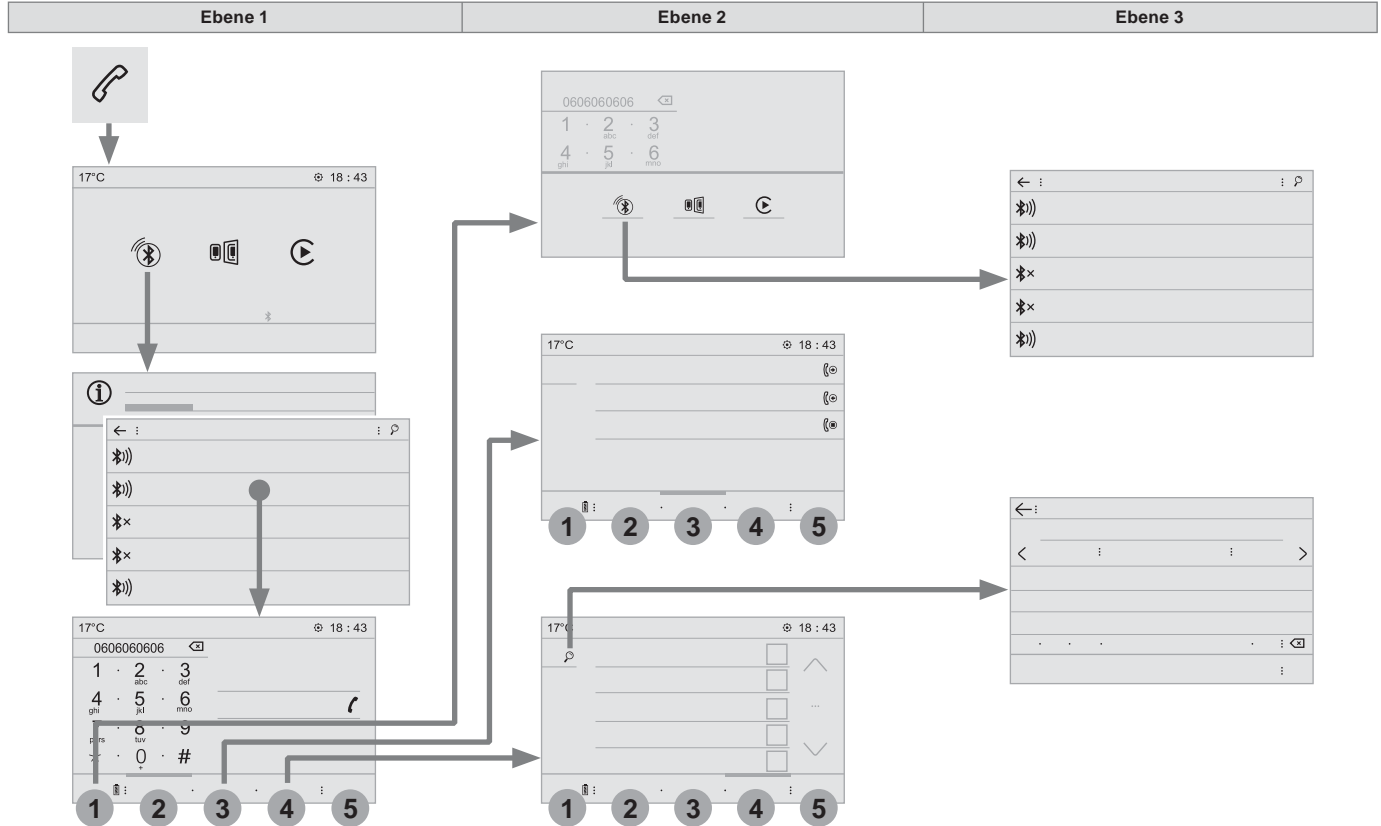 Ebene 1
Ebene 2
Ebene 3
17°C 18 : 43
17°C 18 : 43
0606060606
1 2 3
abc def
4 5 6
ghi jkl mno
8 9
pqrs tuv
0 #
+
1 2 3 4 5
0606060606
1 2 3
abc def
4 5 6
ghi jkl mno
17°C 18 : 43
1 2 3 4 5
17°C 18 : 43
...
1 2 3 4 5